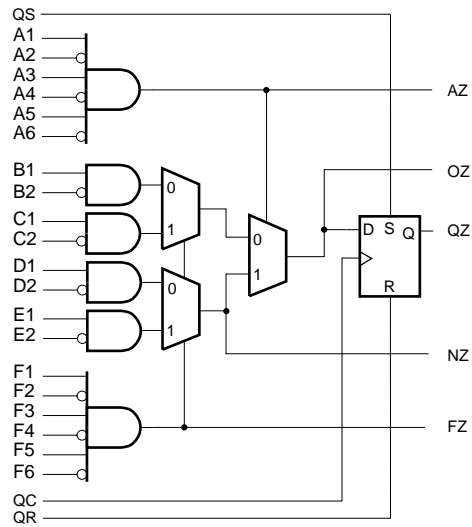 QS
A1
A2
A3
A4
A5
A6
AZ
B1
B2
C1
C2
D1
D2
E1
E2
0
1
0
1
0
1
OZ
D S Q
R
QZ
NZ
F1
F2
F3
F4
F5
F6
FZ
QC
QR